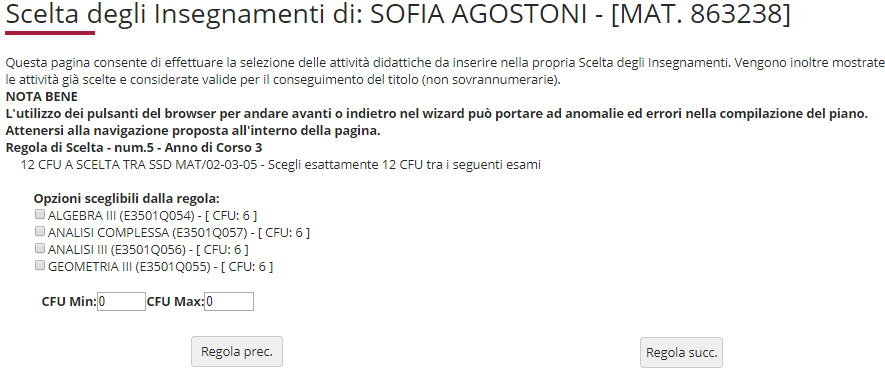 Scelta degli Insegnamenti di: SOFIA AGOSTONI - [MAT. 863238]
Questa pagina consente di effettuare la selezione delle attività didattiche da inserire nella propria Scelta degli Insegnamenti. Vengono inoltre mostrate
le attività già scelte e considerate valide per il conseguimento del titolo (non sovrannumerarie).
NOTA BENE
L'utilizzo dei pulsanti del browser per andare avanti o indietro nel wizard può portare ad anomalie ed errori nella compilazione del piano.
Attenersi alla navigazione proposta all'interno della pagina.
Regola di Scelta - num.5 - Anno di Corso 3
12 CFU A SCELTA TRA SSD MAT/02-03-05 - Scegli esattamente 12 CFU tra i seguenti esami
Opzioni sceglibili dalla regola:
ALGEBRA III (E3501Q054) - [ CFU: 6 ]
ANALISI COMPLESSA (E3501Q057) - [ CFU: 6 ]
ANALISI III (E3501Q056) - [ CFU: 6 ]
GEOMETRIA III (E3501Q055) - [ CFU: 6 ]
CFU Min: 0 CFU Max: 0
Regola prec. Regola succ.